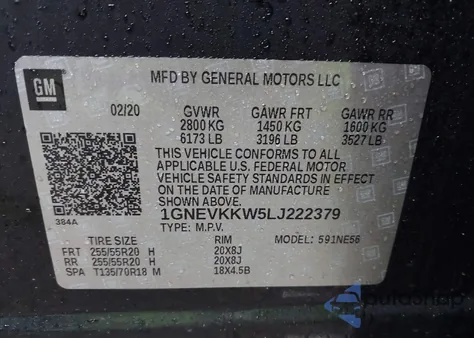 GM
MFD BY GENERAL MOTORS LLC
02/20 GVWR GAWR FRT GAWR RR
2800 KG 1450 KG 1600 KG
6173 LB 3196 LB 3527 LB
THIS VEHICLE CONFORMS TO ALL
APPLICABLE U.S. FEDERAL MOTOR
VEHICLE SAFETY STANDARDS IN EFFECT
ON THE DATE OF MANUFACTURE
SHOWN ABOVE.
384A
1GNEVKKW5LJ222379
TYPE: M.P.V. MODEL: 591NE56
TIRE SIZE RIM
FRT 255/55R20 H 20X8J
RR 255/55R20 H 20X8J
SPA T135/70R18 M 18X4.5B
autosnap